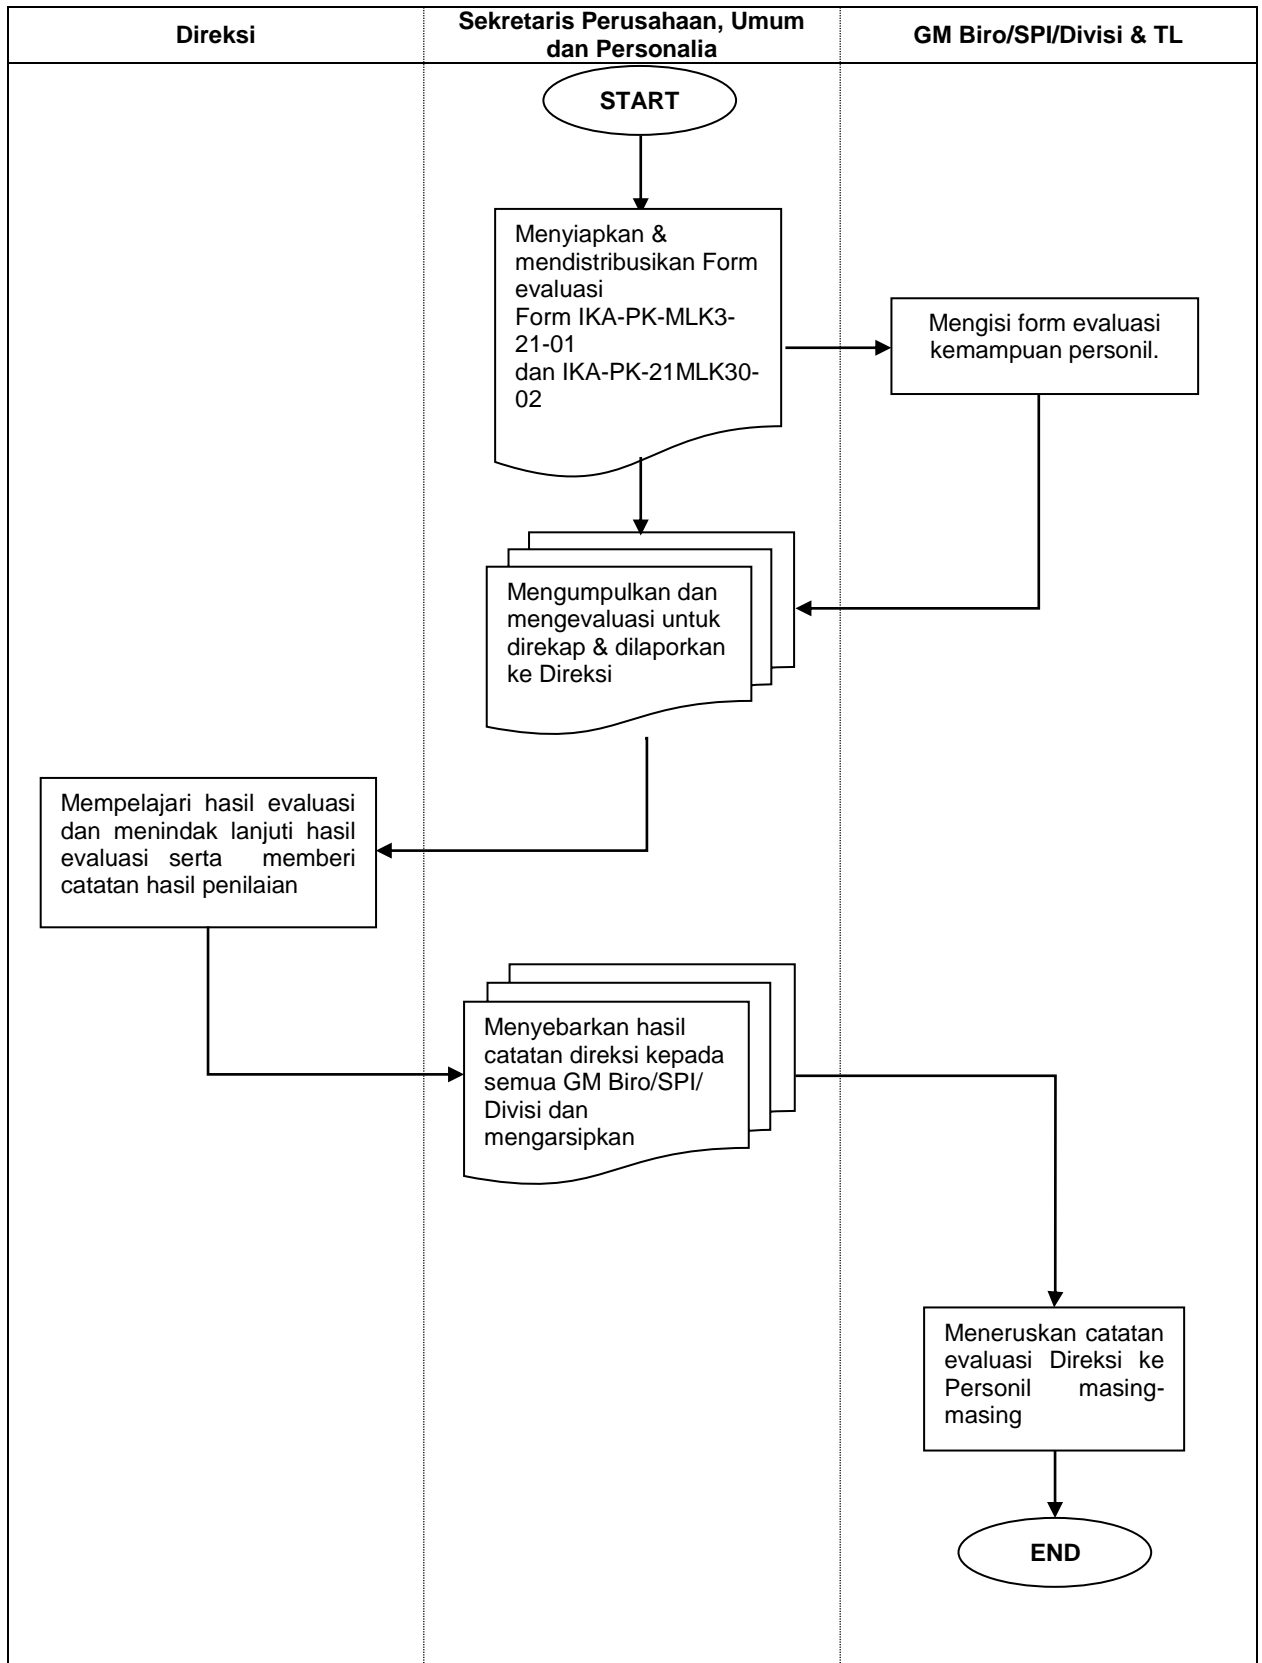 Direksi
Sekretaris Perusahaan, Umum
dan Personalia
GM Biro/SPI/Divisi & TL
START
Menyiapkan &
mendistribusikan Form
evaluasi
Form IKA-PK-MLK3-
21-01
dan IKA-PK-21MLK30-
02
Mengisi form evaluasi
kemampuan personil.
Mengumpulkan dan
mengevaluasi untuk
direkap & dilaporkan
ke Direksi
Mempelajari hasil evaluasi
dan menindak lanjuti hasil
evaluasi serta memberi
catatan hasil penilaian
Menyebarkan hasil
catatan direksi kepada
semua GM Biro/SPI/
Divisi dan
mengarsipkan
Meneruskan catatan
evaluasi Direksi ke
Personil masing-
masing
END